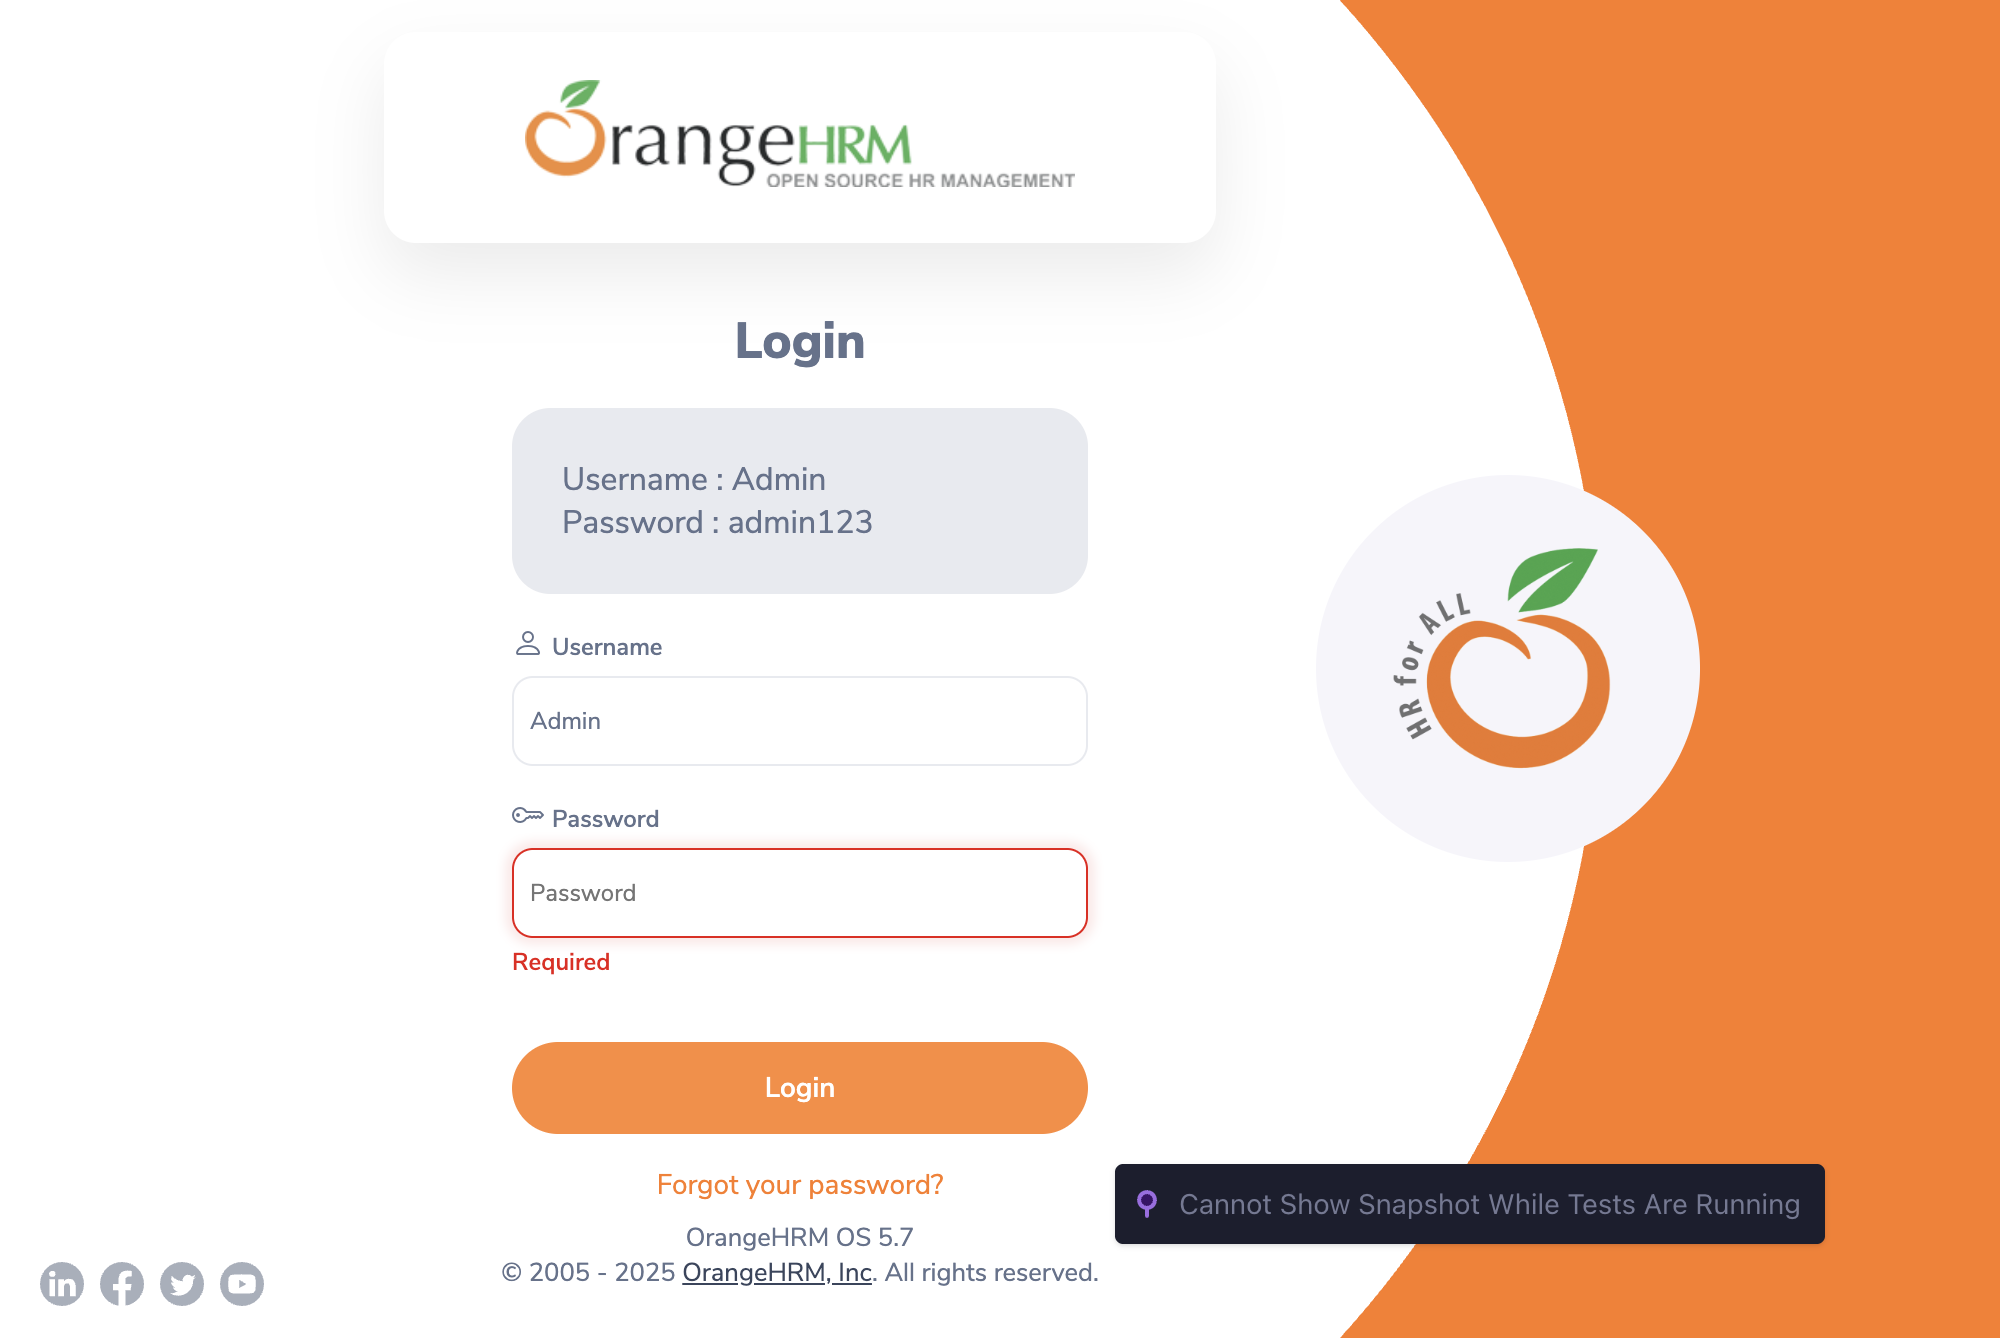 OrangeHRM
OPEN SOURCE HR MANAGEMENT
Login
Username : Admin
Password : admin123
Username
Admin
Password
Password
Required
Login
Forgot your password?
OrangeHRM OS 5.7
© 2005 - 2025 OrangeHRM, Inc. All rights reserved.
HR for ALL
Cannot Show Snapshot While Tests Are Running